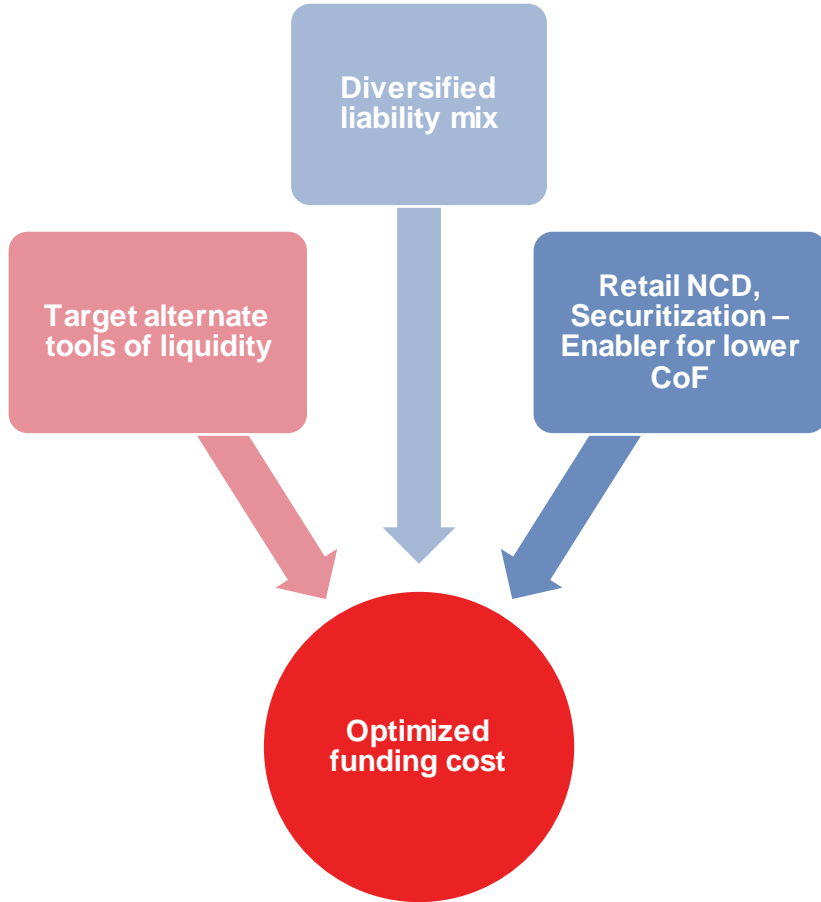 Diversified
liability mix
Target alternate
tools of liquidity
Retail NCD,
Securitization –
Enabler for lower
CoF
Optimized
funding cost